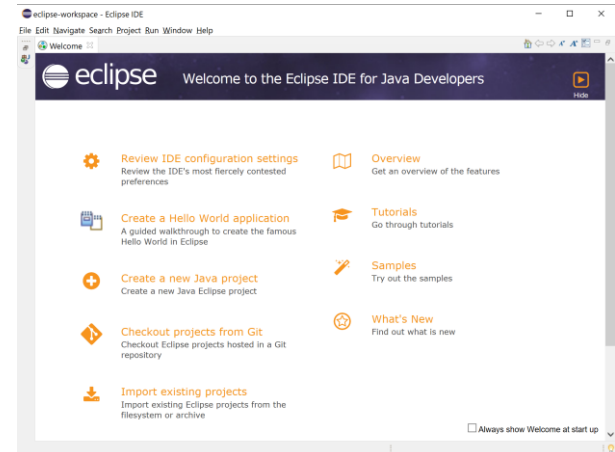 eclipse-workspace - Eclipse IDE
File Edit Navigate Search Project Run Window Help
Welcome
eclipse Welcome to the Eclipse IDE for Java Developers
Hide
Review IDE configuration settings
Review the IDE's most fiercely contested
preferences
Overview
Get an overview of the features
Create a Hello World application
A guided walkthrough to create the famous
Hello World in Eclipse
Tutorials
Go through tutorials
Create a new Java project
Create a new Java Eclipse project
Samples
Try out the samples
Checkout projects from Git
Checkout Eclipse projects hosted in a Git
repository
What's New
Find out what is new
Import existing projects
Import existing Eclipse projects from the
filesystem or archive
Always show Welcome at start up